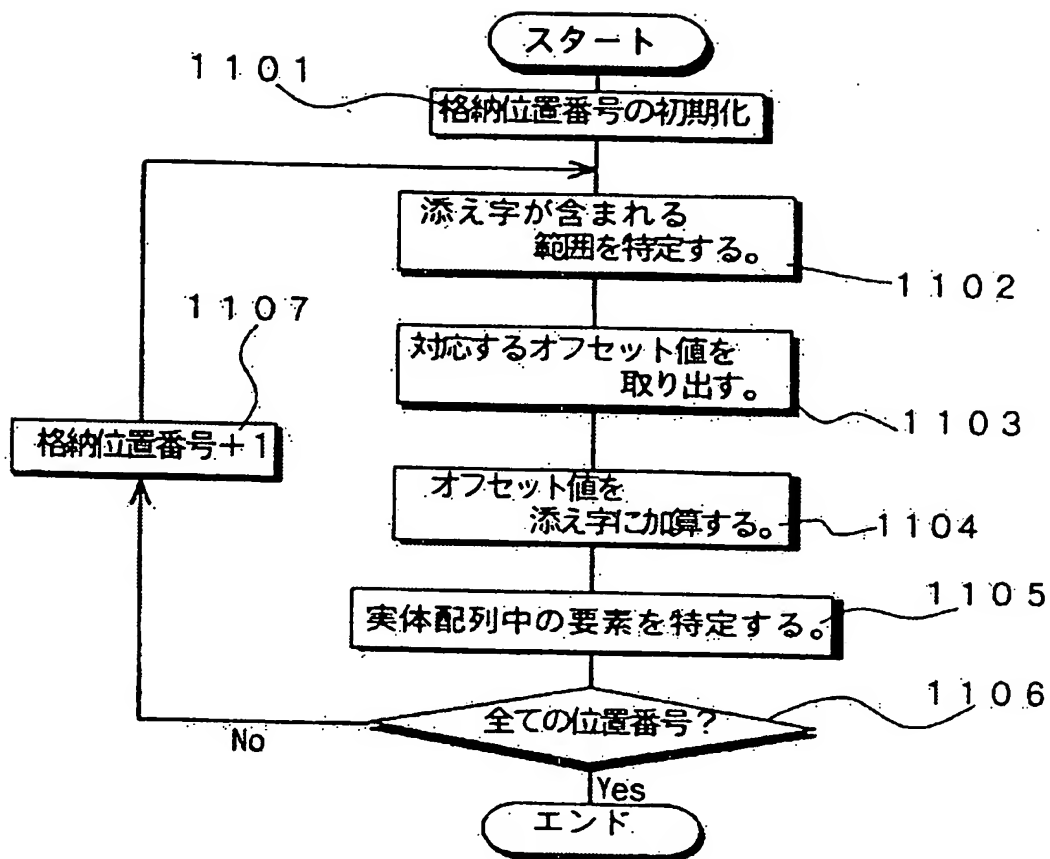 スタート
1101
格納位置番号の初期化
添え字が含まれる
範囲を特定する。
1102
1107
対応するオフセット値を
取り出す。
1103
格納位置番号+1
オフセット値を
添え字に加算する。
1104
1105
実体配列中の要素を特定する。
1106
全ての位置番号?
No
Yes
エンド